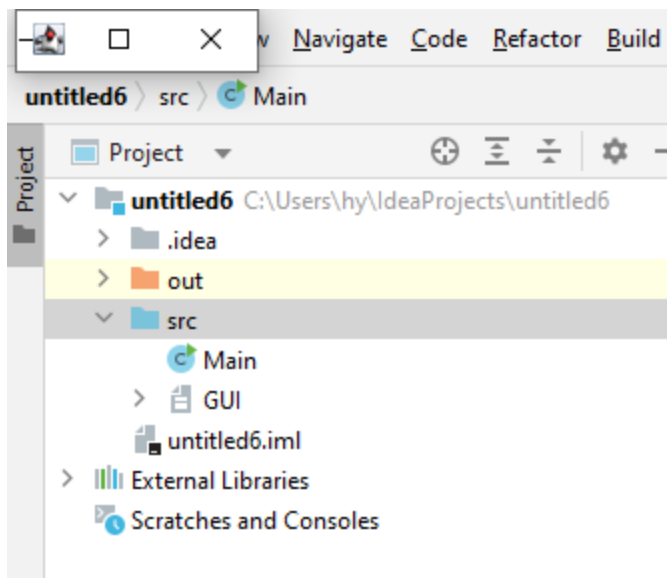 Navigate Code Refactor Build
untitled6 src Main
Project
Project
untitled6 C:\Users\hy\IdeaProjects\untitled6
.idea
out
src
Main
GUI
untitled6.iml
External Libraries
Scratches and Consoles